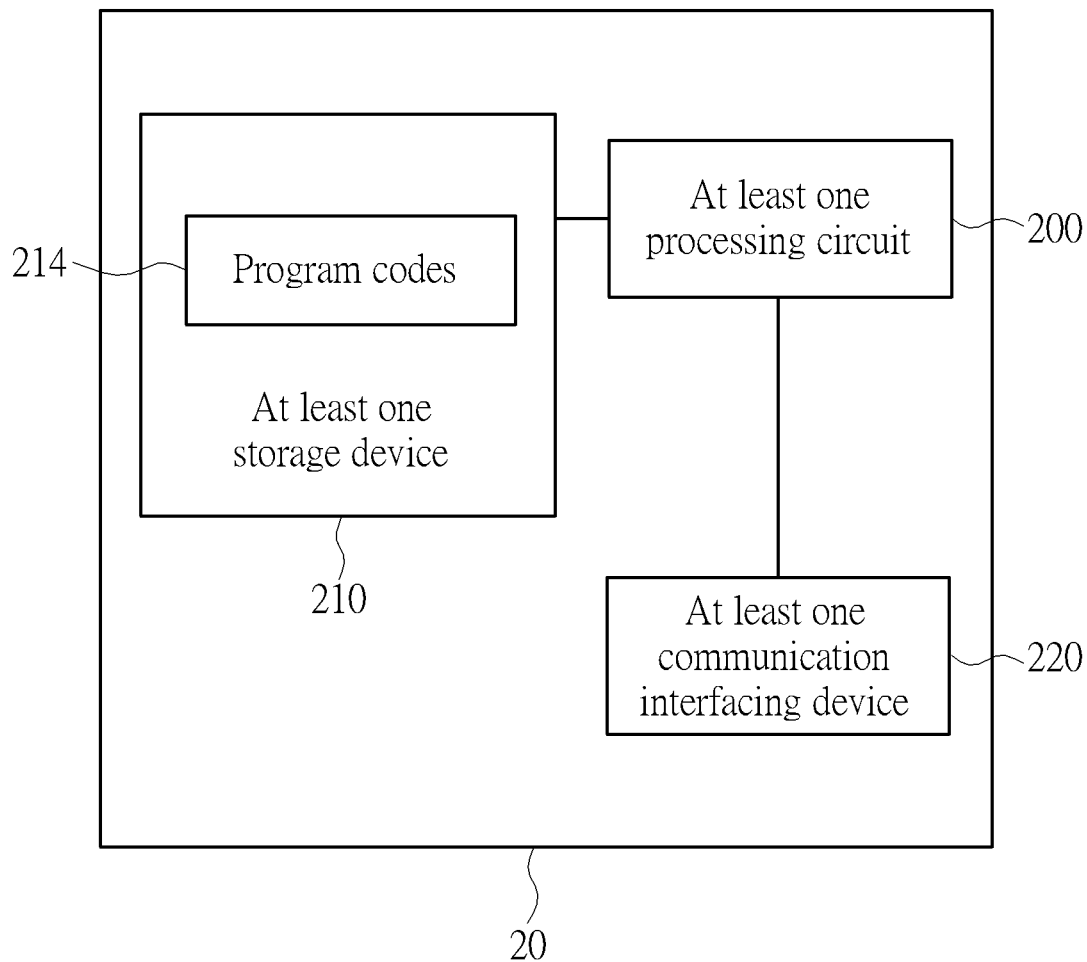 At least one
processing circuit
200
214
Program codes
At least one
storage device
210
At least one
communication
interfacing device
220
20